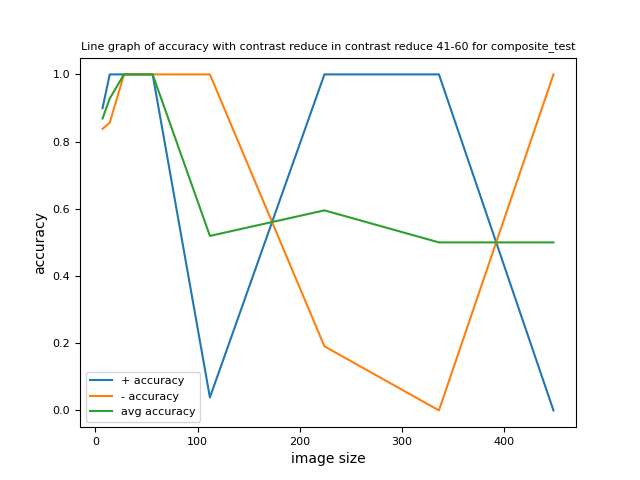 Line graph of accuracy with contrast reduce in contrast reduce 41-60 for composite_test
1.0
0.8
0.6
0.4
0.2
0.0
accuracy
+ accuracy
- accuracy
avg accuracy
0 100 200 300 400
image size